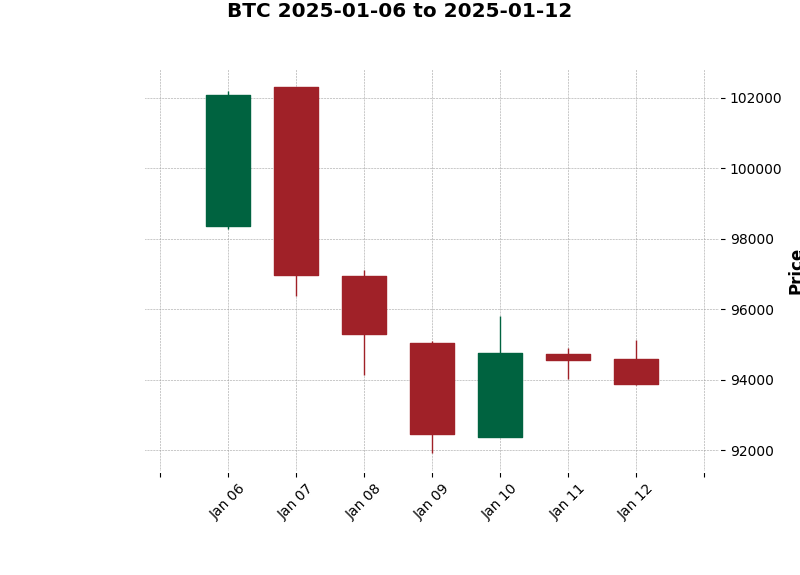 BTC 2025-01-06 to 2025-01-12
102000
100000
98000
96000
94000
92000
Price
Jan 06
Jan 07
Jan 08
Jan 09
Jan 10
Jan 11
Jan 12